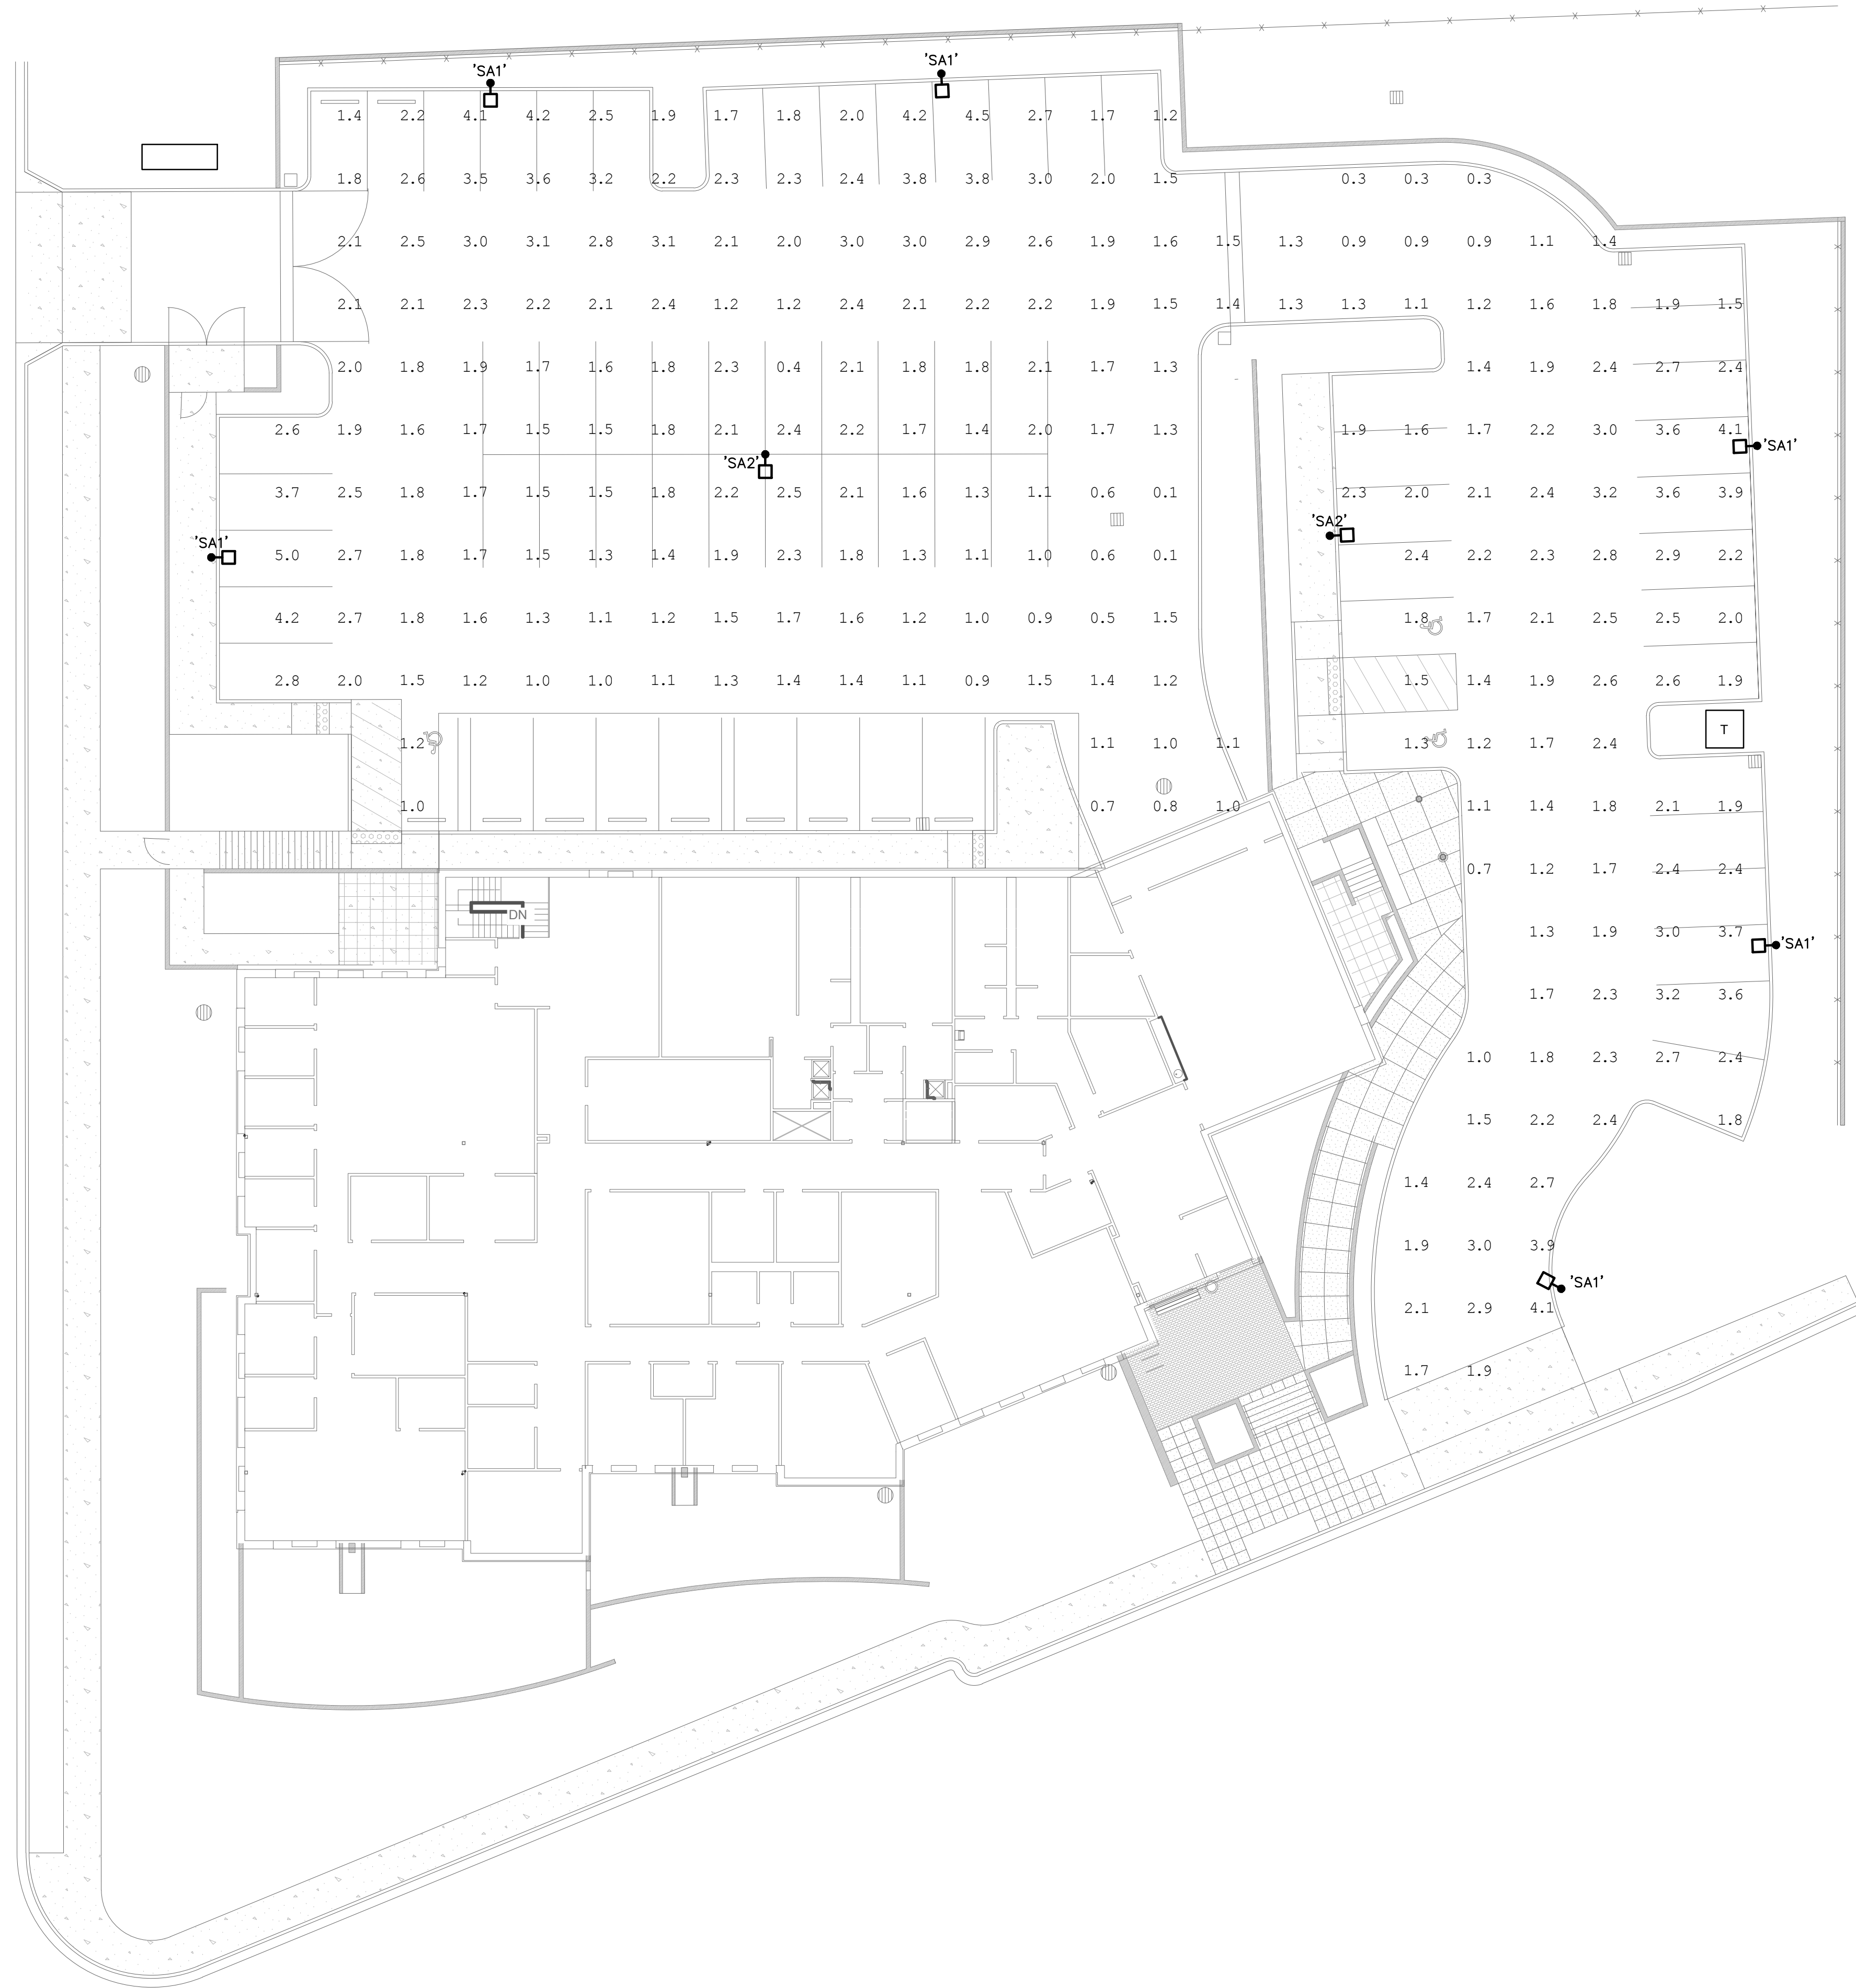 'SA1'
'SA1'
1.4 2.2 4.1 4.2 2.5 1.9 1.7 1.8 2.0 4.2 4.5 2.7 1.7 1.2
1.8 2.6 3.5 3.6 3.2 2.2 2.3 2.3 2.4 3.8 3.8 3.0 2.0 1.5 0.3 0.3 0.3
2.1 2.5 3.0 3.1 2.8 3.1 2.1 2.0 3.0 3.0 2.9 2.6 1.9 1.6 1.5 1.3 0.9 0.9 0.9 1.1 1.4
2.1 2.1 2.3 2.2 2.1 2.4 1.2 1.2 2.4 2.1 2.2 2.2 1.9 1.5 1.4 1.3 1.3 1.1 1.2 1.6 1.8 1.9 1.5
2.0 1.8 1.9 1.7 1.6 1.8 2.3 0.4 2.1 1.8 1.8 2.1 1.7 1.3 1.4 1.9 2.4 2.7 2.4
2.6 1.9 1.6 1.7 1.5 1.5 1.8 2.1 2.4 2.2 1.7 1.4 2.0 1.7 1.3 1.9 1.6 1.7 2.2 3.0 3.6 4.1
'SA1'
'SA2'
3.7 2.5 1.8 1.7 1.5 1.5 1.8 2.2 2.5 2.1 1.6 1.3 1.1 0.6 0.1 2.3 2.0 2.1 2.4 3.2 3.6 3.9
'SA2'
'SA1'
5.0 2.7 1.8 1.7 1.5 1.3 1.4 1.9 2.3 1.8 1.3 1.1 1.0 0.6 0.1 2.4 2.2 2.3 2.8 2.9 2.2
4.2 2.7 1.8 1.6 1.3 1.1 1.2 1.5 1.7 1.6 1.2 1.0 0.9 0.5 1.5 1.8 1.7 2.1 2.5 2.5 2.0
2.8 2.0 1.5 1.2 1.0 1.0 1.1 1.3 1.4 1.4 1.1 0.9 1.5 1.4 1.2 1.5 1.4 1.9 2.6 2.6 1.9
T
1.2 1.1 1.0 1.1 1.3 1.2 1.7 2.4
1.0 0.7 0.8 1.0 1.1 1.4 1.8 2.1 1.9
0.7 1.2 1.7 2.4 2.4
DN
1.3 1.9 3.0 3.7
'SA1'
1.7 2.3 3.2 3.6
1.0 1.8 2.3 2.7 2.4
1.5 2.2 2.4 1.8
1.4 2.4 2.7
1.9 3.0 3.9
'SA1'
2.1 2.9 4.1
1.7 1.9